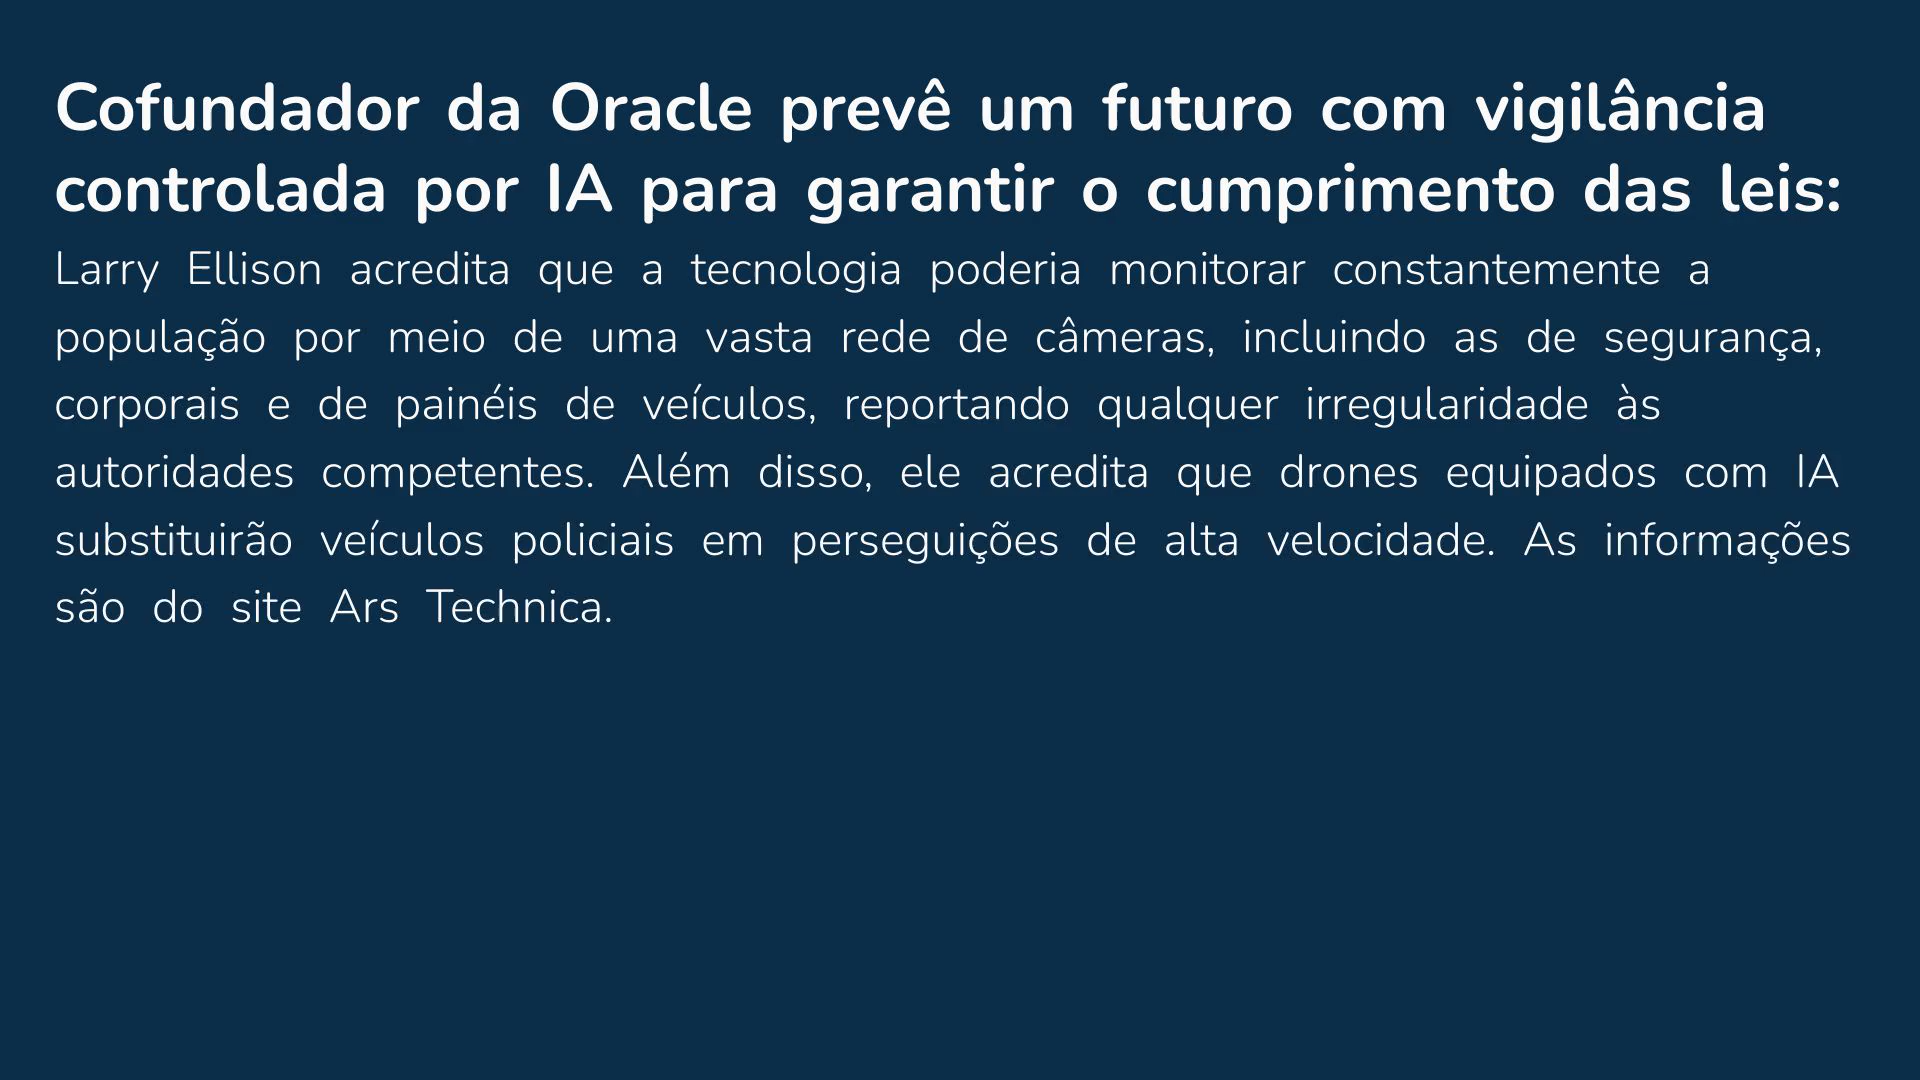 Cofundador da Oracle prevê um futuro com vigilância
controlada por IA para garantir o cumprimento das leis:
Larry Ellison acredita que a tecnologia poderia monitorar constantemente a
população por meio de uma vasta rede de câmeras, incluindo as de segurança,
corporais e de painéis de veículos, reportando qualquer irregularidade às
autoridades competentes. Além disso, ele acredita que drones equipados com IA
substituirão veículos policiais em perseguições de alta velocidade. As informações
são do site Ars Technica.